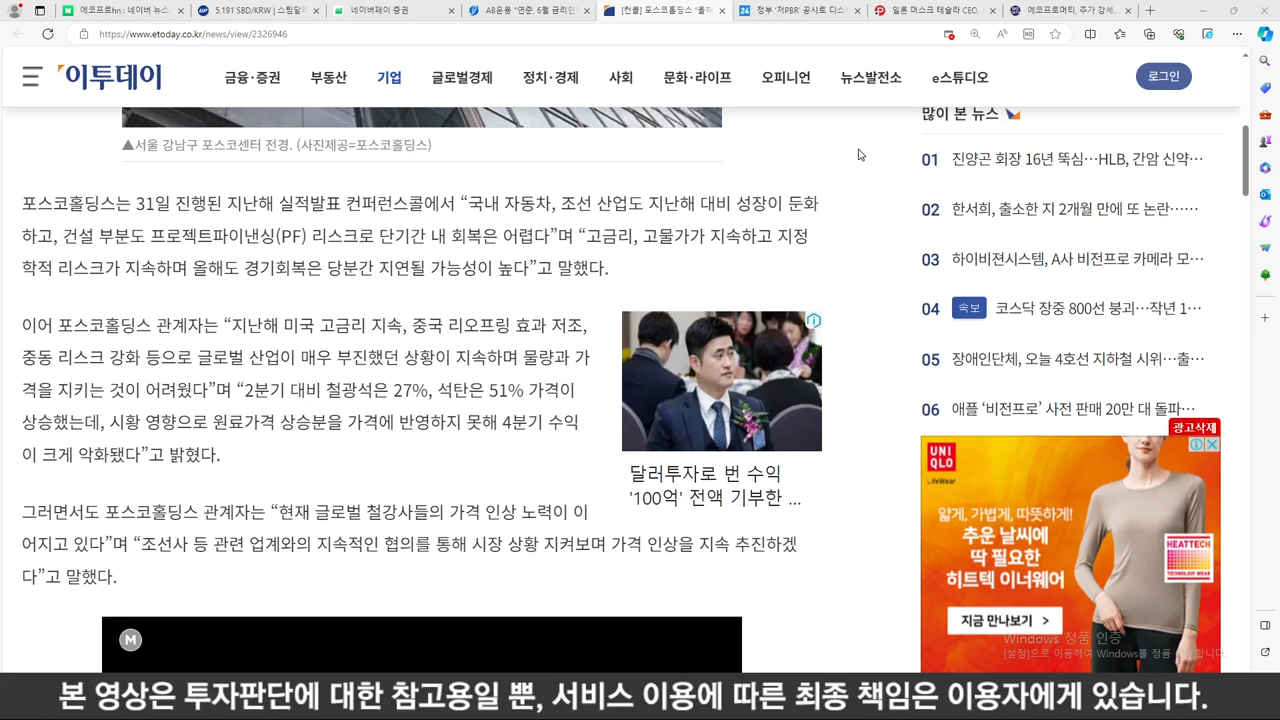 에코프로hn : 네이버 뉴스
5,191 SBD/KRW | 스팀달러
네이버페이 증권
AB운용 "연준, 6월 금리인
[컨콜] 포스코홀딩스 "올해
정부 '저PBR' 공시로 디스
일론 머스크 테슬라 CEO,
에코프로머티, 주가 강세
https://www.etoday.co.kr/news/view/2326946
이투데이
금융·증권 부동산 기업 글로벌경제 정치·경제 사회 문화·라이프 오피니언 뉴스발전소 e스튜디오
로그인
▲서울 강남구 포스코센터 전경. (사진제공=포스코홀딩스)
포스코홀딩스는 31일 진행된 지난해 실적발표 컨퍼런스콜에서 “국내 자동차, 조선 산업도 지난해 대비 성장이 둔화
하고, 건설 부분도 프로젝트파이낸싱(PF) 리스크로 단기간 내 회복은 어렵다”며 “고금리, 고물가가 지속하고 지정
학적 리스크가 지속하며 올해도 경기회복은 당분간 지연될 가능성이 높다”고 말했다.
이어 포스코홀딩스 관계자는 “지난해 미국 고금리 지속, 중국 리오프링 효과 저조,
중동 리스크 강화 등으로 글로벌 산업이 매우 부진했던 상황이 지속하며 물량과 가
격을 지키는 것이 어려웠다”며 “2분기 대비 철광석은 27%, 석탄은 51% 가격이
상승했는데, 시황 영향으로 원료가격 상승분을 가격에 반영하지 못해 4분기 수익
이 크게 악화됐다”고 밝혔다.
달러투자로 번 수익
'100억' 전액 기부한 ...
그러면서도 포스코홀딩스 관계자는 “현재 글로벌 철강사들의 가격 인상 노력이 이
어지고 있다”며 “조선사 등 관련 업계와의 지속적인 협의를 통해 시장 상황 지켜보며 가격 인상을 지속 추진하겠
다”고 말했다.
M
많이 본 뉴스
01 진양곤 회장 16년 뚝심…HLB, 간암 신약…
02 한서희, 출소한 지 2개월 만에 또 논란……
03 하이비젼시스템, A사 비전프로 카메라 모…
04 속보 코스닥 장중 800선 붕괴…작년 1…
05 장애인단체, 오늘 4호선 지하철 시위…출…
06 애플 ‘비전프로’ 사전 판매 20만 대 돌파…
광고삭제
UNI
QLO
LifeWear
얇게, 가볍게, 따뜻하게!
추운 날씨에
딱 필요한
히트텍 이너웨어
HEATTECH
지금 만나보기 >
Windows 정품 인증
[설정]으로 이동하여 Windows를 정품 인증합니다.
본 영상은 투자판단에 대한 참고용일 뿐, 서비스 이용에 따른 최종 책임은 이용자에게 있습니다.